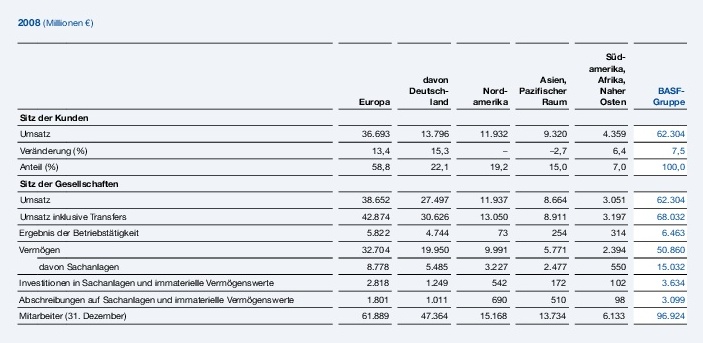 2008 (Millionen €)
Europa davon Deutsch-land Nord-amerika Asien, Pazifischer Raum Süd-amerika, Afrika, Naher Osten BASF-Gruppe
Sitz der Kunden
Umsatz 36.693 13.796 11.932 9.320 4.359 62.304
Veränderung (%) 13,4 15,3 – –2,7 6,4 7,5
Anteil (%) 58,8 22,1 19,2 15,0 7,0 100,0
Sitz der Gesellschaften
Umsatz 38.652 27.497 11.937 8.664 3.051 62.304
Umsatz inklusive Transfers 42.874 30.626 13.050 8.911 3.197 68.032
Ergebnis der Betriebstätigkeit 5.822 4.744 73 254 314 6.463
Vermögen 32.704 19.950 9.991 5.771 2.394 50.860
davon Sachanlagen 8.778 5.485 3.227 2.477 550 15.032
Investitionen in Sachanlagen und immaterielle Vermögenswerte 2.818 1.249 542 172 102 3.634
Abschreibungen auf Sachanlagen und immaterielle Vermögenswerte 1.801 1.011 690 510 98 3.099
Mitarbeiter (31. Dezember) 61.889 47.364 15.168 13.734 6.133 96.924